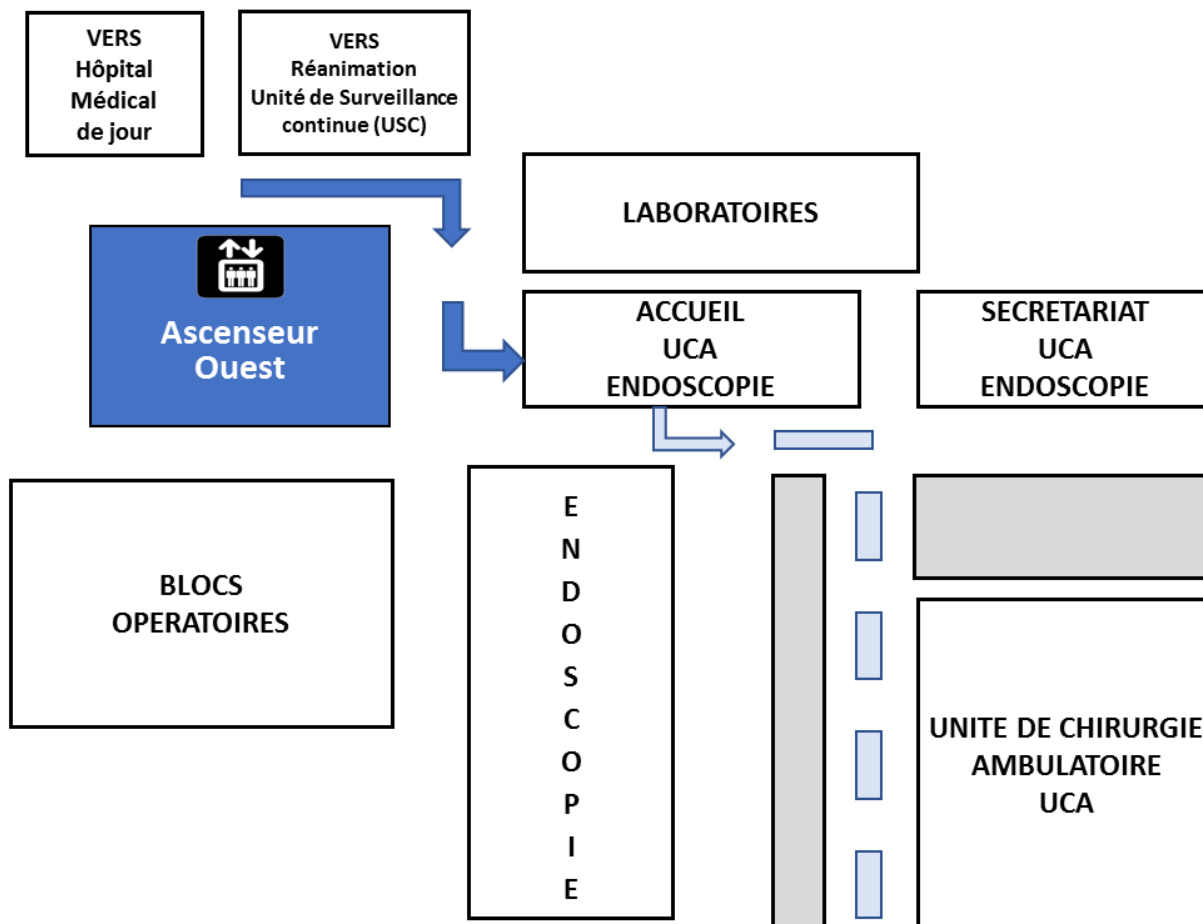 VERS
Hôpital
Médical
de jour
VERS
Réanimation
Unité de Surveillance
continue (USC)
LABORATOIRES
Ascenseur
Ouest
ACCUEIL
UCA
ENDOSCOPIE
SECRETARIAT
UCA
ENDOSCOPIE
BLOCS
OPERATOIRES
E
N
D
O
S
C
O
P
I
E
UNITE DE CHIRURGIE
AMBULATOIRE
UCA